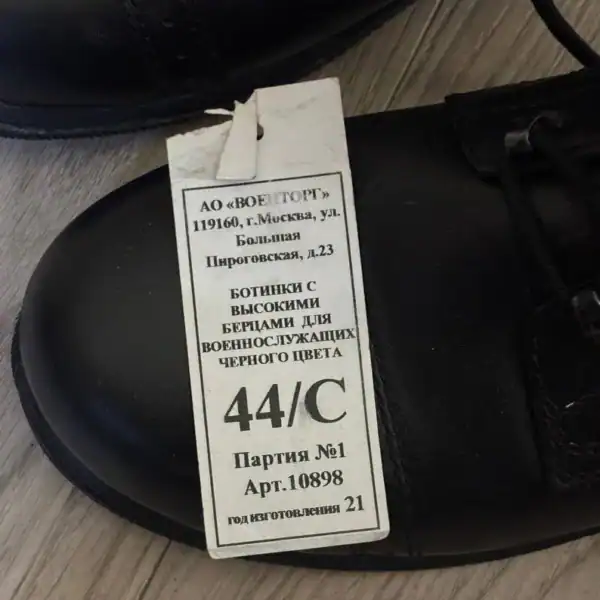 АО «ВОЕНТОРГ»
119160, г.Москва, ул.
Большая
Пироговская, д.23
БОТИНКИ С
ВЫСОКИМИ
БЕРЦАМИ ДЛЯ
ВОЕННОСЛУЖАЩИХ
ЧЕРНОГО ЦВЕТА
44/С
Партия №1
Арт.10898
год изготовления 21